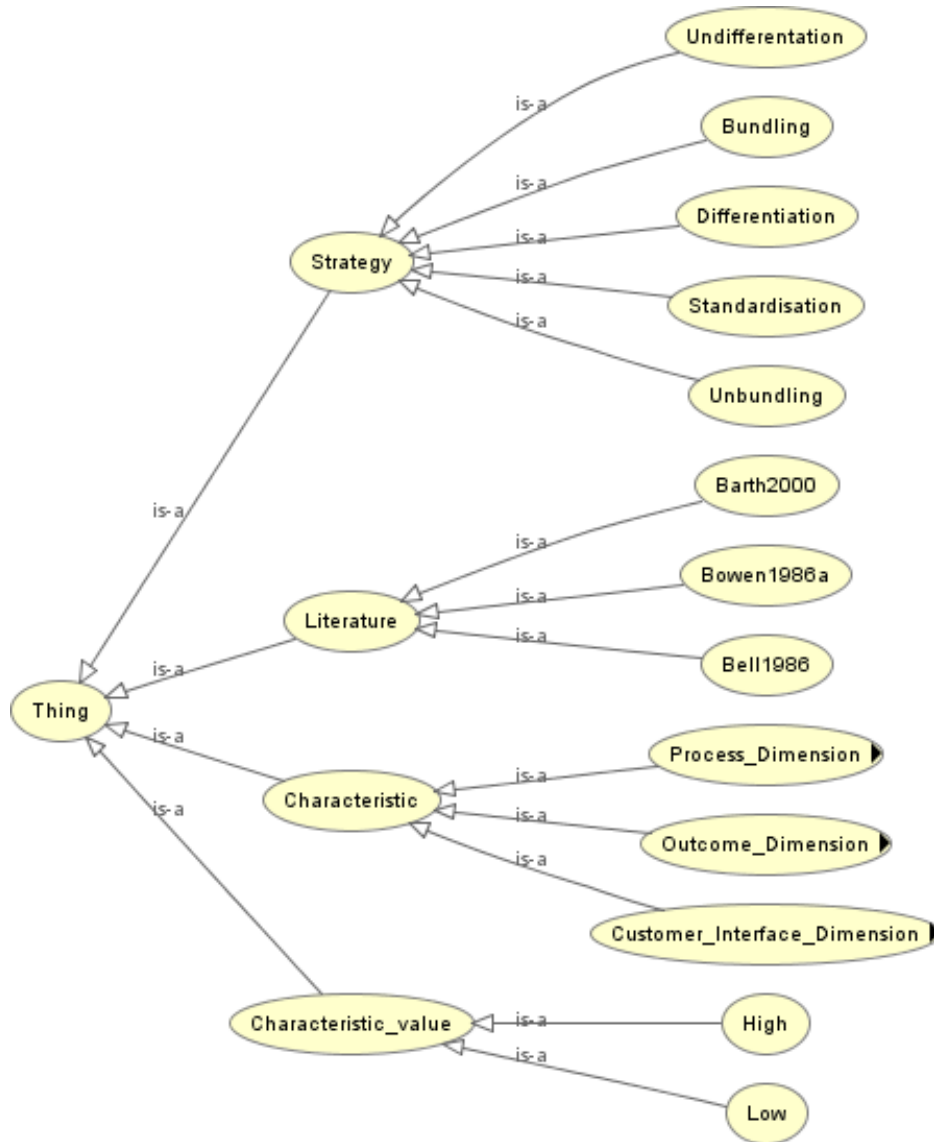 Undifferentation
is-a
Bundling
is-a
Differentiation
is-a
Strategy
is-a
Standardisation
is-a
Unbundling
Barth2000
is-a
is-a
Bowen1986a
is-a
Literature
is-a
Bell1986
is-a
Thing
is-a
Process_Dimension
is-a
Characteristic
is-a
is-a
Outcome_Dimension
is-a
Customer_Interface_Dimension
Characteristic_value
is-a
High
is-a
Low